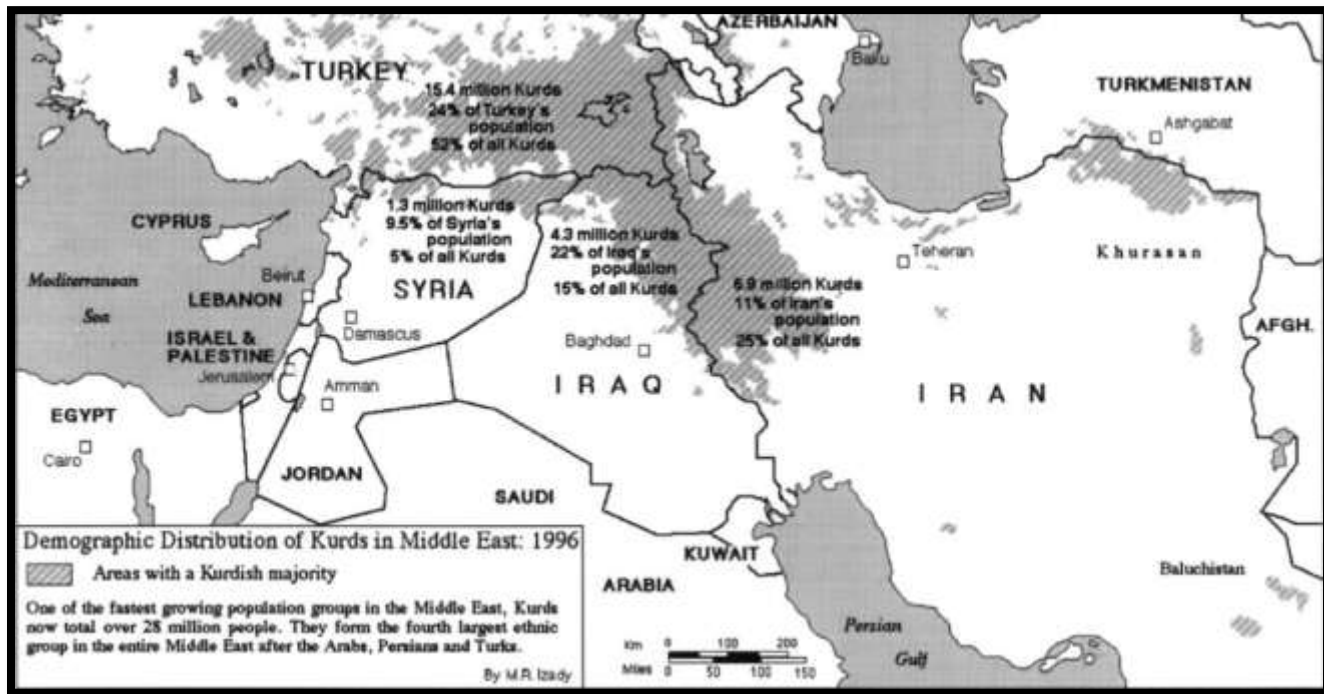 AZERBAIJAN
Baku
TURKEY
TURKMENISTAN
15.4 million Kurds
24% of Turkey's
population
52% of all Kurds
Ashgabat
CYPRUS
1.3 million Kurds
9.5% of Syria's
population
5% of all Kurds
4.3 million Kurds
22% of Iraq's
population
15% of all Kurds
Teheran
Khurasan
Mediterranean
Sea
Beirut
LEBANON
SYRIA
6.9 million Kurds
11% of Iran's
population
25% of all Kurds
AFGH.
Damascus
ISRAEL &
PALESTINE
Jerusalem
Baghdad
Amman
IRAQ
IRAN
EGYPT
Cairo
JORDAN
SAUDI
ARABIA
KUWAIT
Baluchistan
Persian
Gulf
Demographic Distribution of Kurds in Middle East: 1996
Areas with a Kurdish majority
One of the fastest growing population groups in the Middle East, Kurds
now total over 28 million people. They form the fourth largest ethnic
group in the entire Middle East after the Arabs, Persians and Turks.
By M.R. Izady
Km 0 100 200
Miles 0 50 100 150